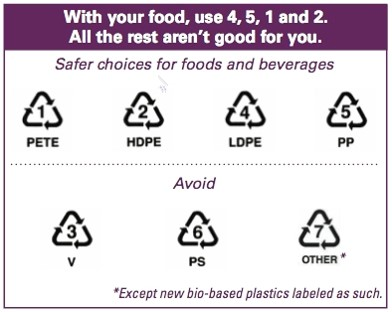 With your food, use 4, 5, 1 and 2.
All the rest aren't good for you.
Safer choices for foods and beverages
1 2 4 5
PETE HDPE LDPE PP
Avoid
3 6 7
V PS OTHER*
*Except new bio-based plastics labeled as such.